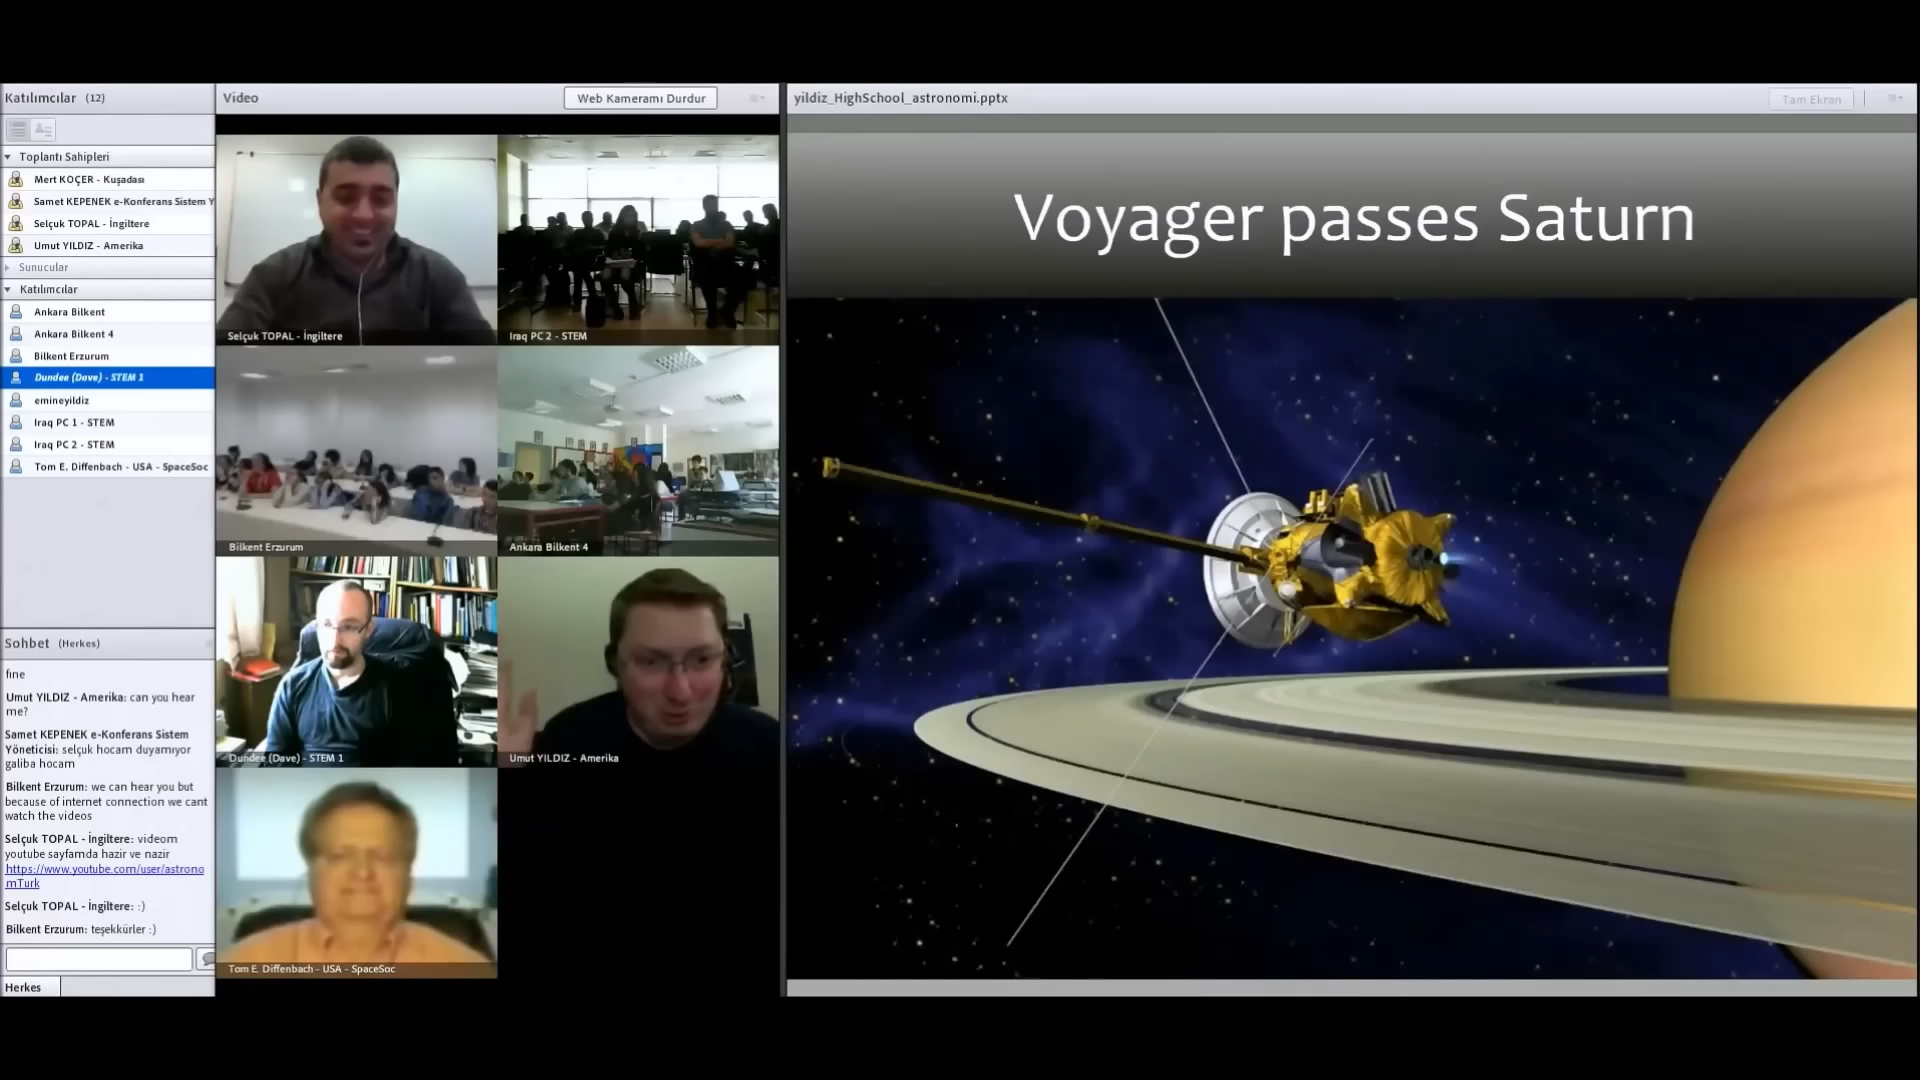 Katılımcılar (12)
Toplantı Sahipleri
Mert KOÇER - Kuşadası
Samet KEPENEK e-Konferans Sistem Y
Selçuk TOPAL - İngiltere
Umut YILDIZ - Amerika
Sunucular
Katılımcılar
Ankara Bilkent
Ankara Bilkent 4
Bilkent Erzurum
Dundee (Dave) - STEM 1
emineyildiz
Iraq PC 1 - STEM
Iraq PC 2 - STEM
Tom E. Diffenbach - USA - SpaceSoc
Sohbet (Herkes)
fine
Umut YILDIZ - Amerika: can you hear
me?
Samet KEPENEK e-Konferans Sistem
Yöneticisi: selçuk hocam duyamıyor
galiba hocam
Bilkent Erzurum: we can hear you but
because of internet connection we cant
watch the videos
Selçuk TOPAL - İngiltere: videom
youtube sayfamda hazir ve nazir
https://www.youtube.com/user/astrono
mTurk
Selçuk TOPAL - İngiltere: :)
Bilkent Erzurum: teşekkürler :)
Herkes
Video
Web Kameramı Durdur
Selçuk TOPAL - İngiltere
Iraq PC 2 - STEM
Bilkent Erzurum
Ankara Bilkent 4
Dundee (Dave) - STEM 1
Umut YILDIZ - Amerika
Tom E. Diffenbach - USA - SpaceSoc
yildiz_HighSchool_astronomi.pptx
Tam Ekran
Voyager passes Saturn